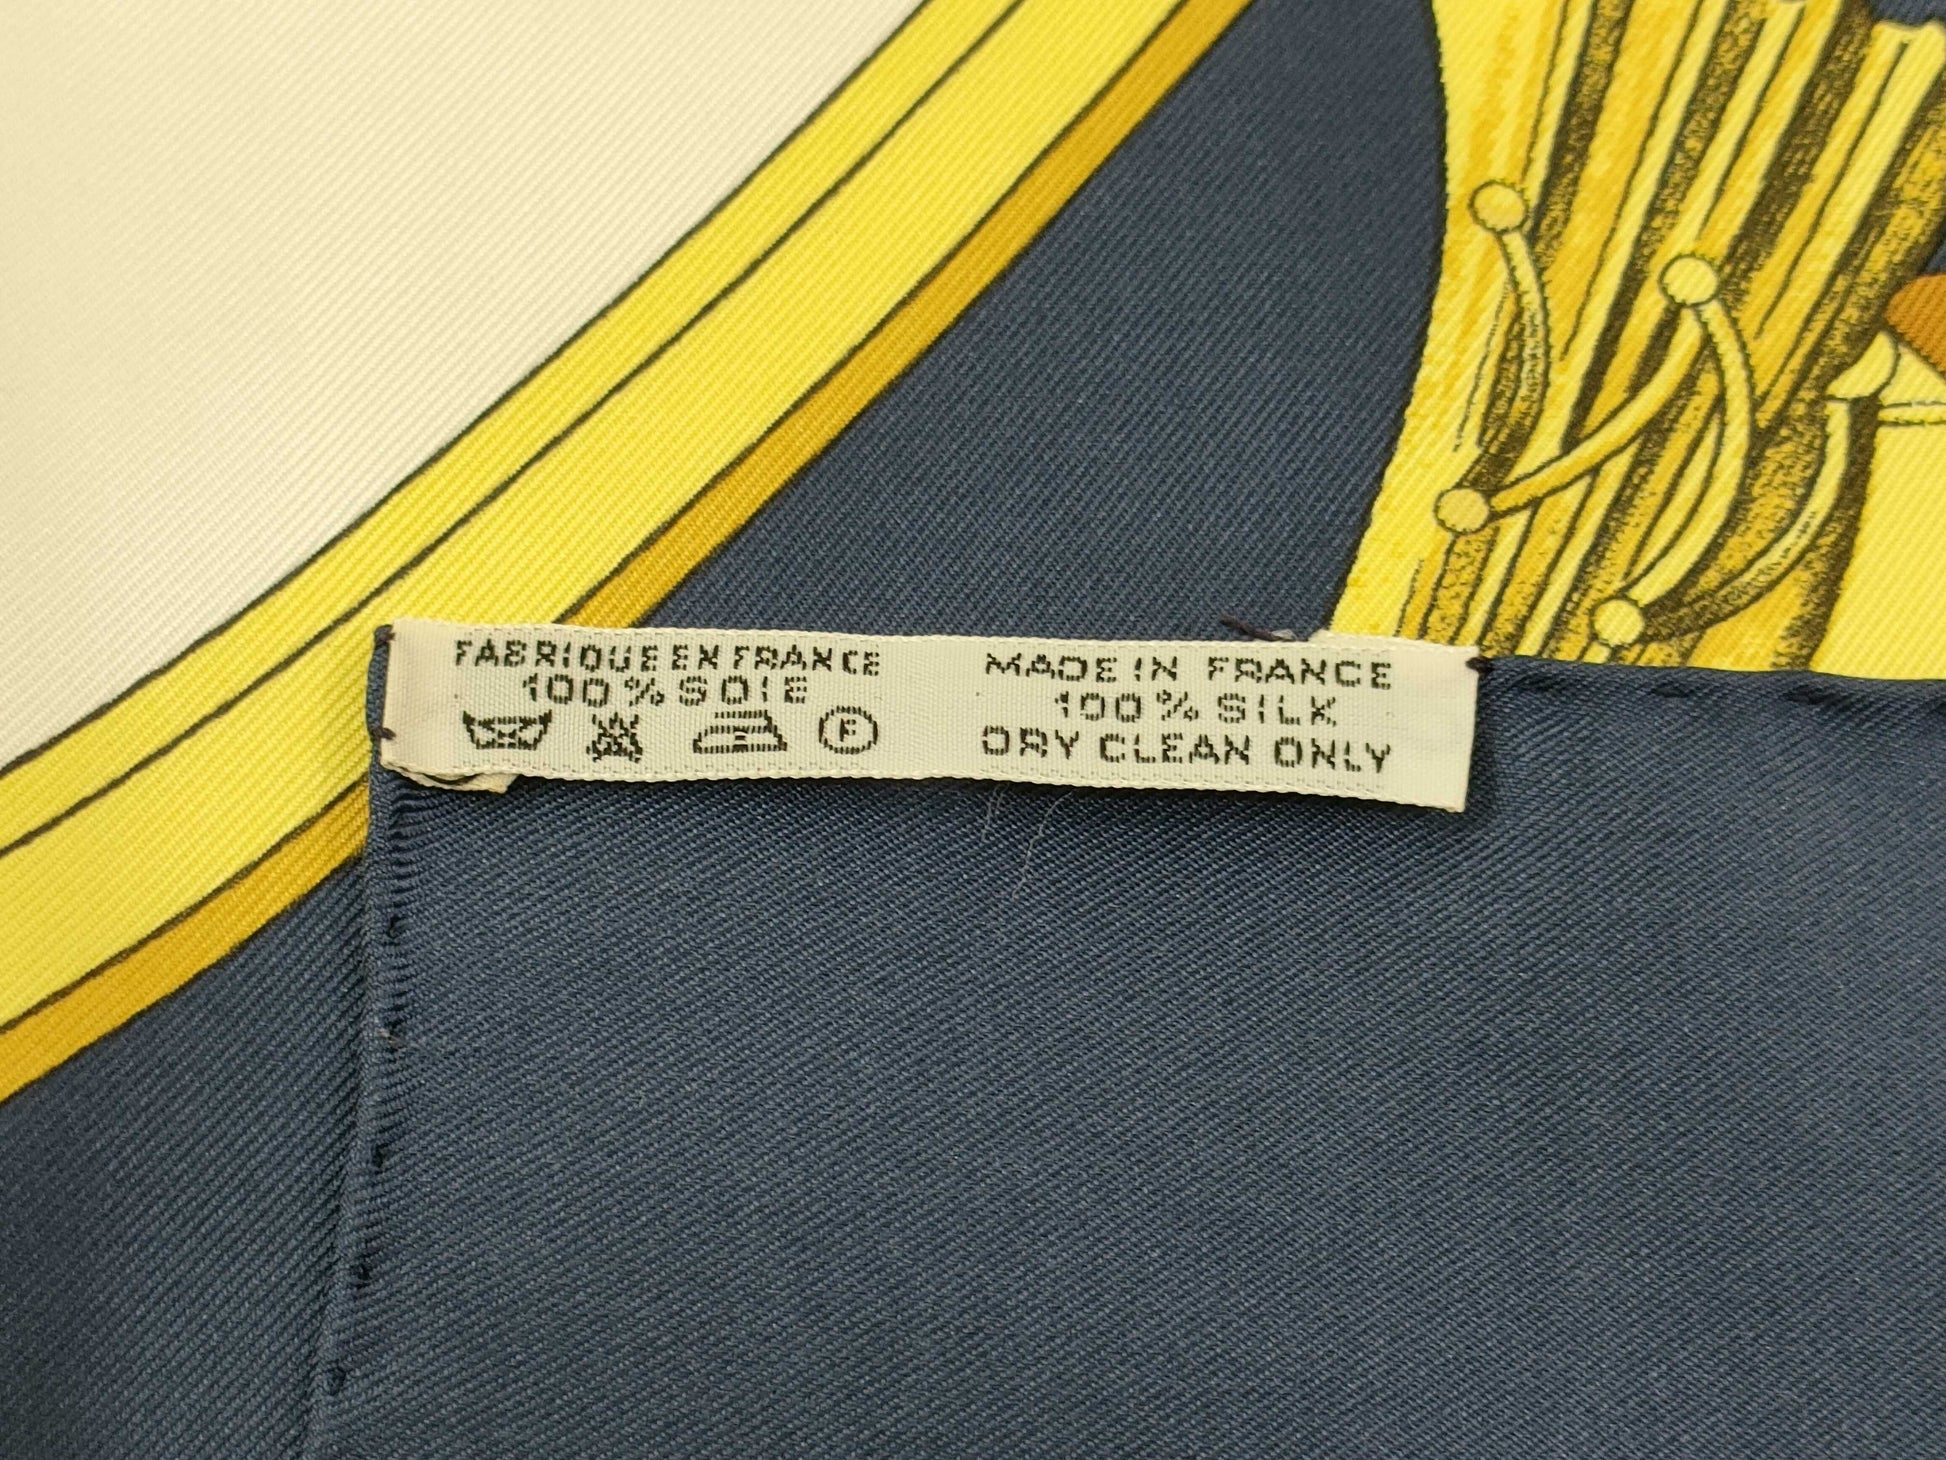 FABRIQUE EN FRANCE
100% SOIE
F
MADE IN FRANCE
100% SILK
DRY CLEAN ONLY